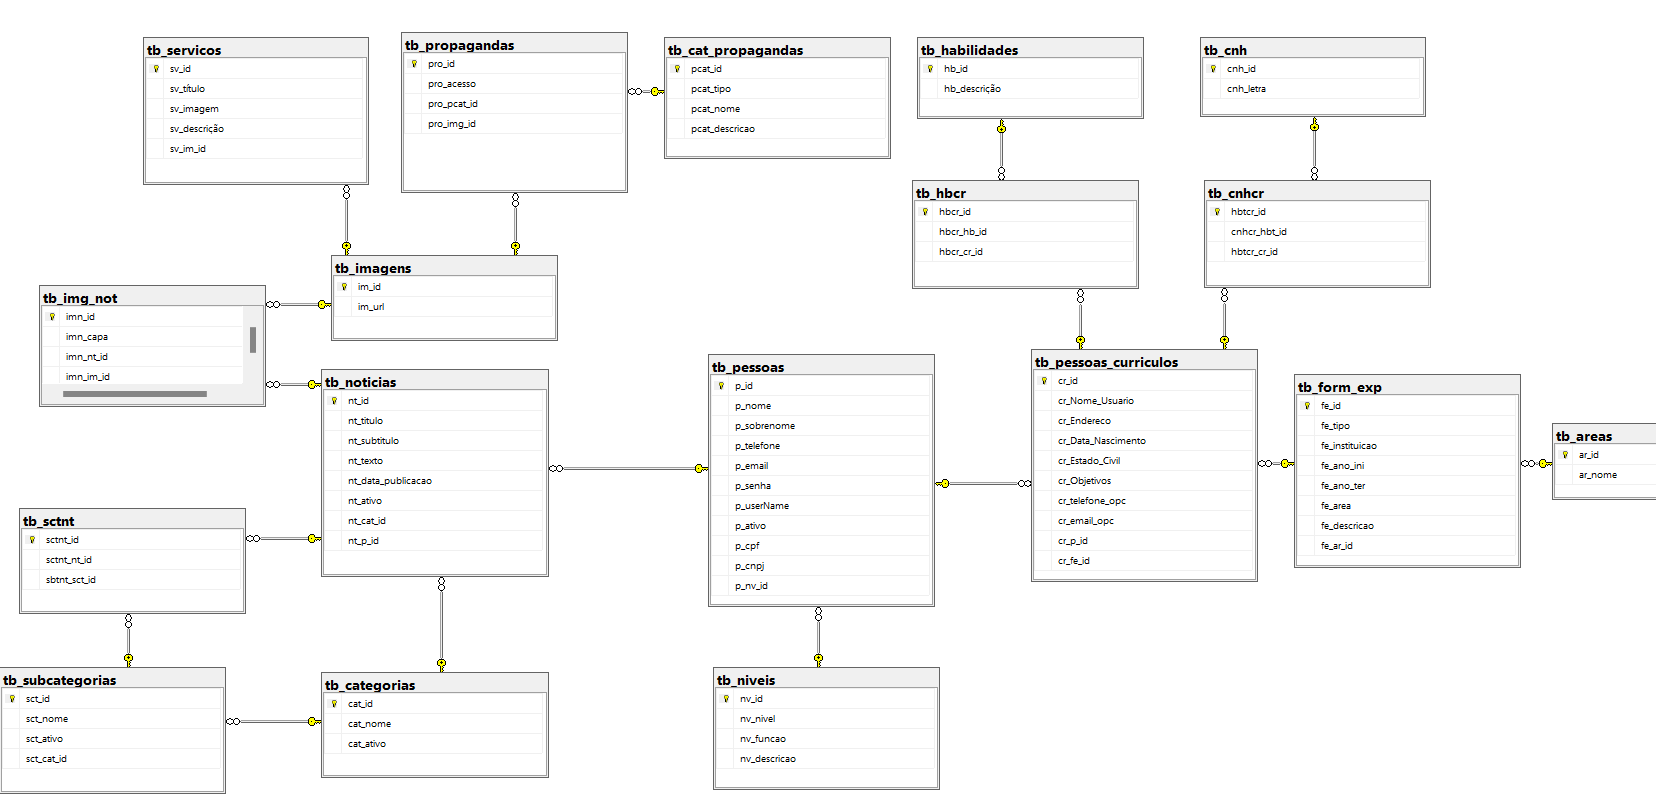 tb_servicos
sv_id
sv_título
sv_imagem
sv_descrição
sv_im_id
tb_propagandas
pro_id
pro_acesso
pro_pcat_id
pro_img_id
tb_cat_propagandas
pcat_id
pcat_tipo
pcat_nome
pcat_descricao
tb_habilidades
hb_id
hb_descrição
tb_cnh
cnh_id
cnh_letra
tb_hbcr
hbcr_id
hbcr_hb_id
hbcr_cr_id
tb_cnhcr
hbtcr_id
cnhcr_hbt_id
hbtcr_cr_id
tb_imagens
im_id
im_url
tb_img_not
imn_id
imn_capa
imn_nt_id
imn_im_id
tb_noticias
nt_id
nt_titulo
nt_subtitulo
nt_texto
nt_data_publicacao
nt_ativo
nt_cat_id
nt_p_id
tb_pessoas
p_id
p_nome
p_sobrenome
p_telefone
p_email
p_senha
p_userName
p_ativo
p_cpf
p_cnpj
p_nv_id
tb_pessoas_curriculos
cr_id
cr_Nome_Usuario
cr_Endereco
cr_Data_Nascimento
cr_Estado_Civil
cr_Objetivos
cr_telefone_opc
cr_email_opc
cr_p_id
cr_fe_id
tb_form_exp
fe_id
fe_tipo
fe_instituicao
fe_ano_ini
fe_ano_ter
fe_area
fe_descricao
fe_ar_id
tb_areas
ar_id
ar_nome
tb_sctnt
sctnt_id
sctnt_nt_id
sbtnt_sct_id
tb_subcategorias
sct_id
sct_nome
sct_ativo
sct_cat_id
tb_categorias
cat_id
cat_nome
cat_ativo
tb_niveis
nv_id
nv_nivel
nv_funcao
nv_descricao